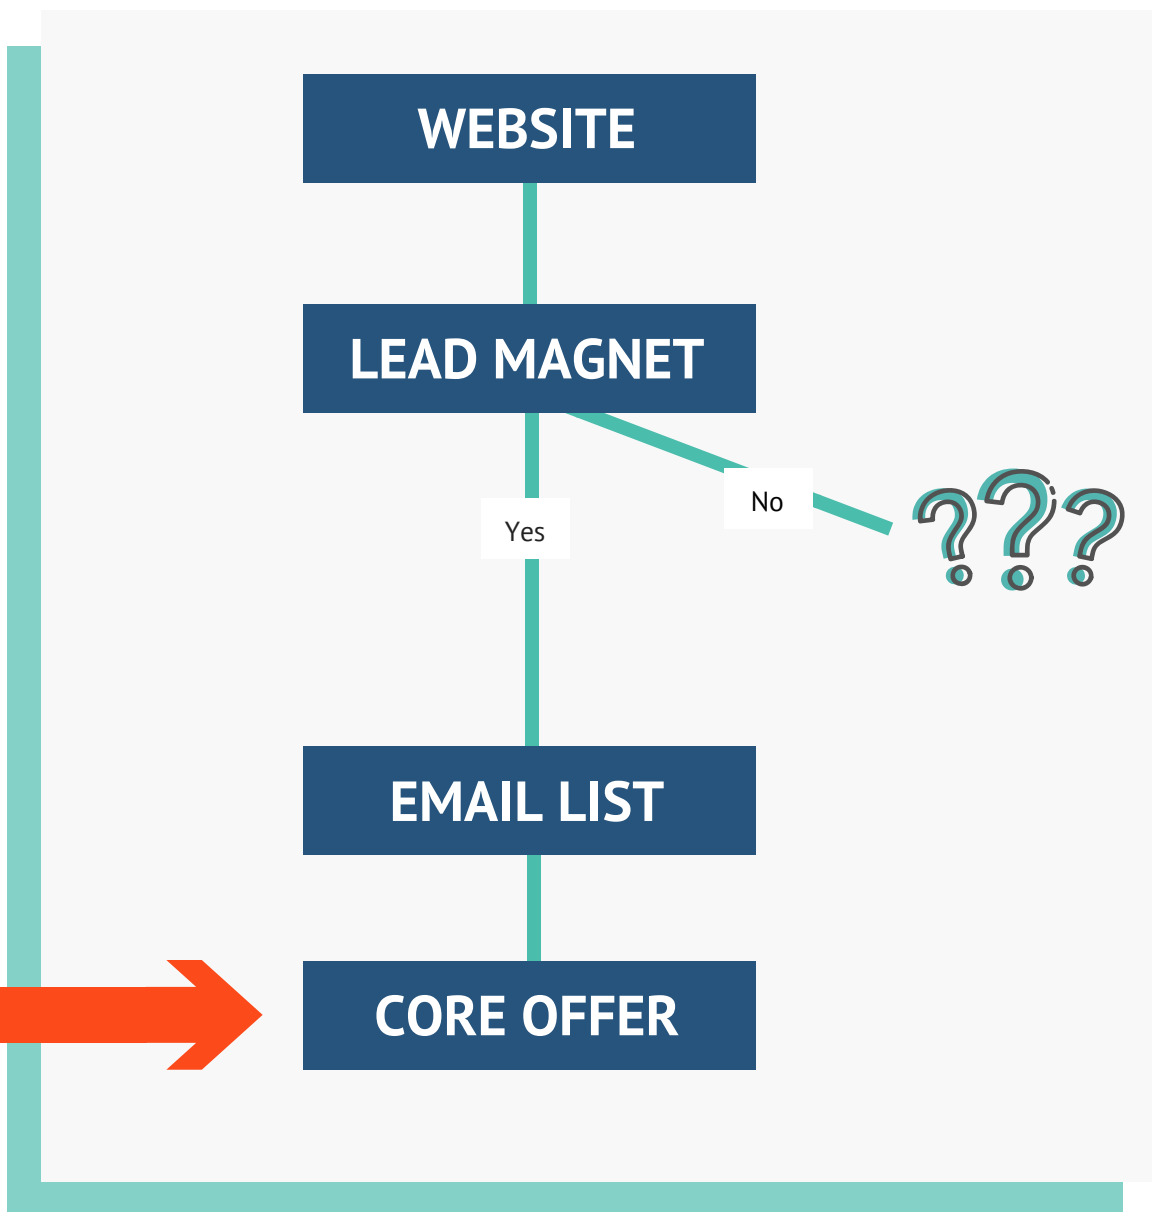 WEBSITE
LEAD MAGNET
No
Yes
???
EMAIL LIST
CORE OFFER